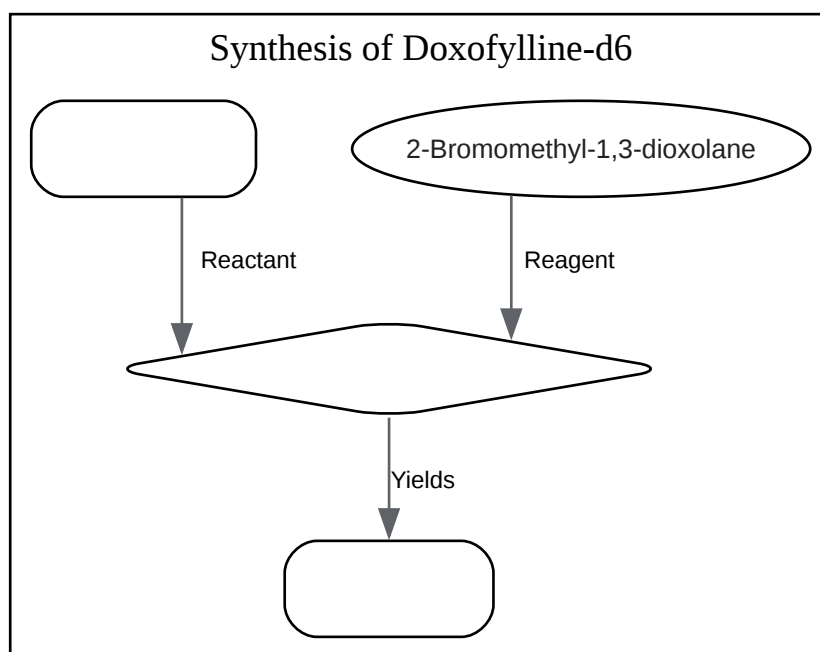 Synthesis of Doxofylline-d6
2-Bromomethyl-1,3-dioxolane
Reactant
Reagent
Yields